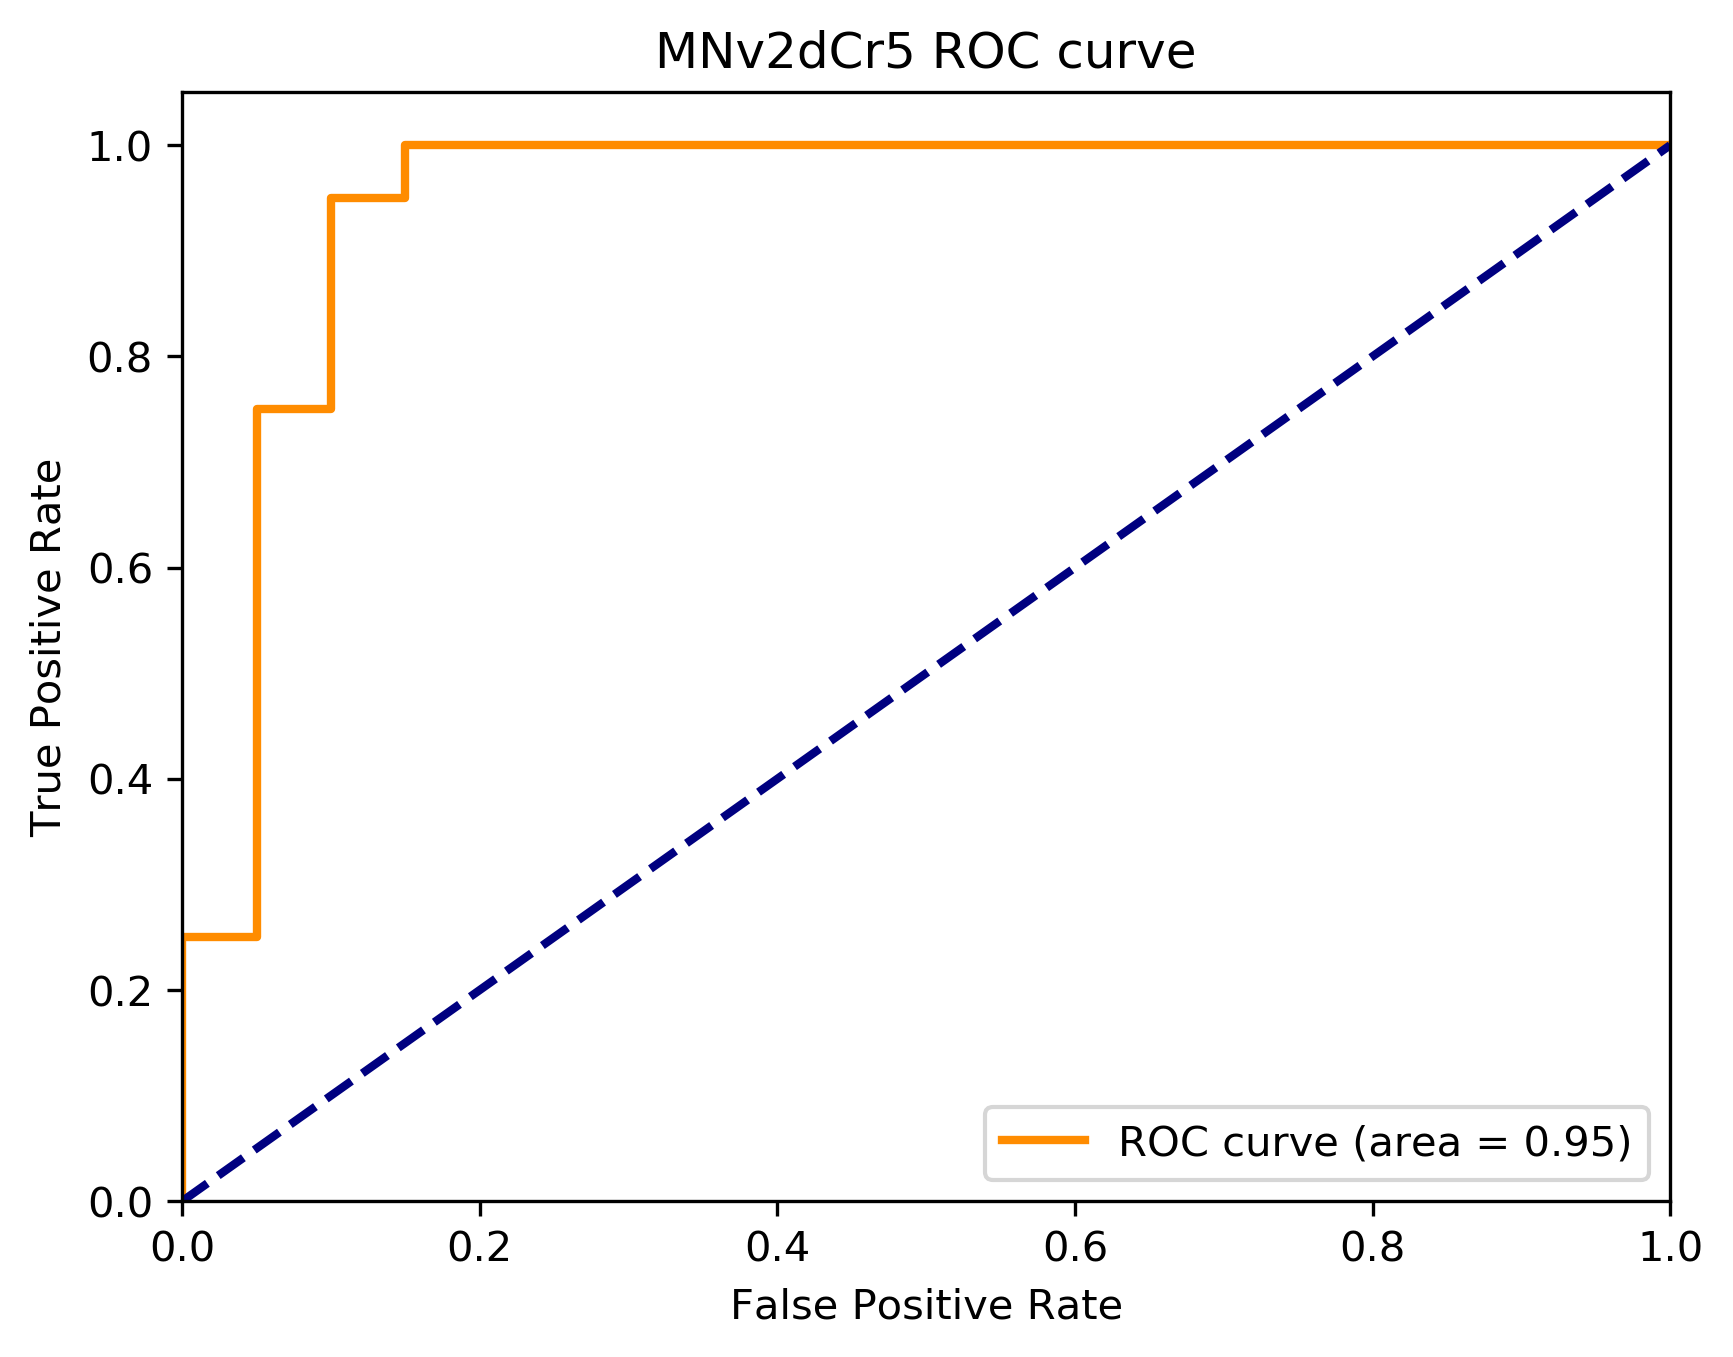 MNv2dCr5 ROC curve
1.0
0.8
0.6
0.4
0.2
0.0
True Positive Rate
ROC curve (area = 0.95)
0.0 0.2 0.4 0.6 0.8 1.0
False Positive Rate